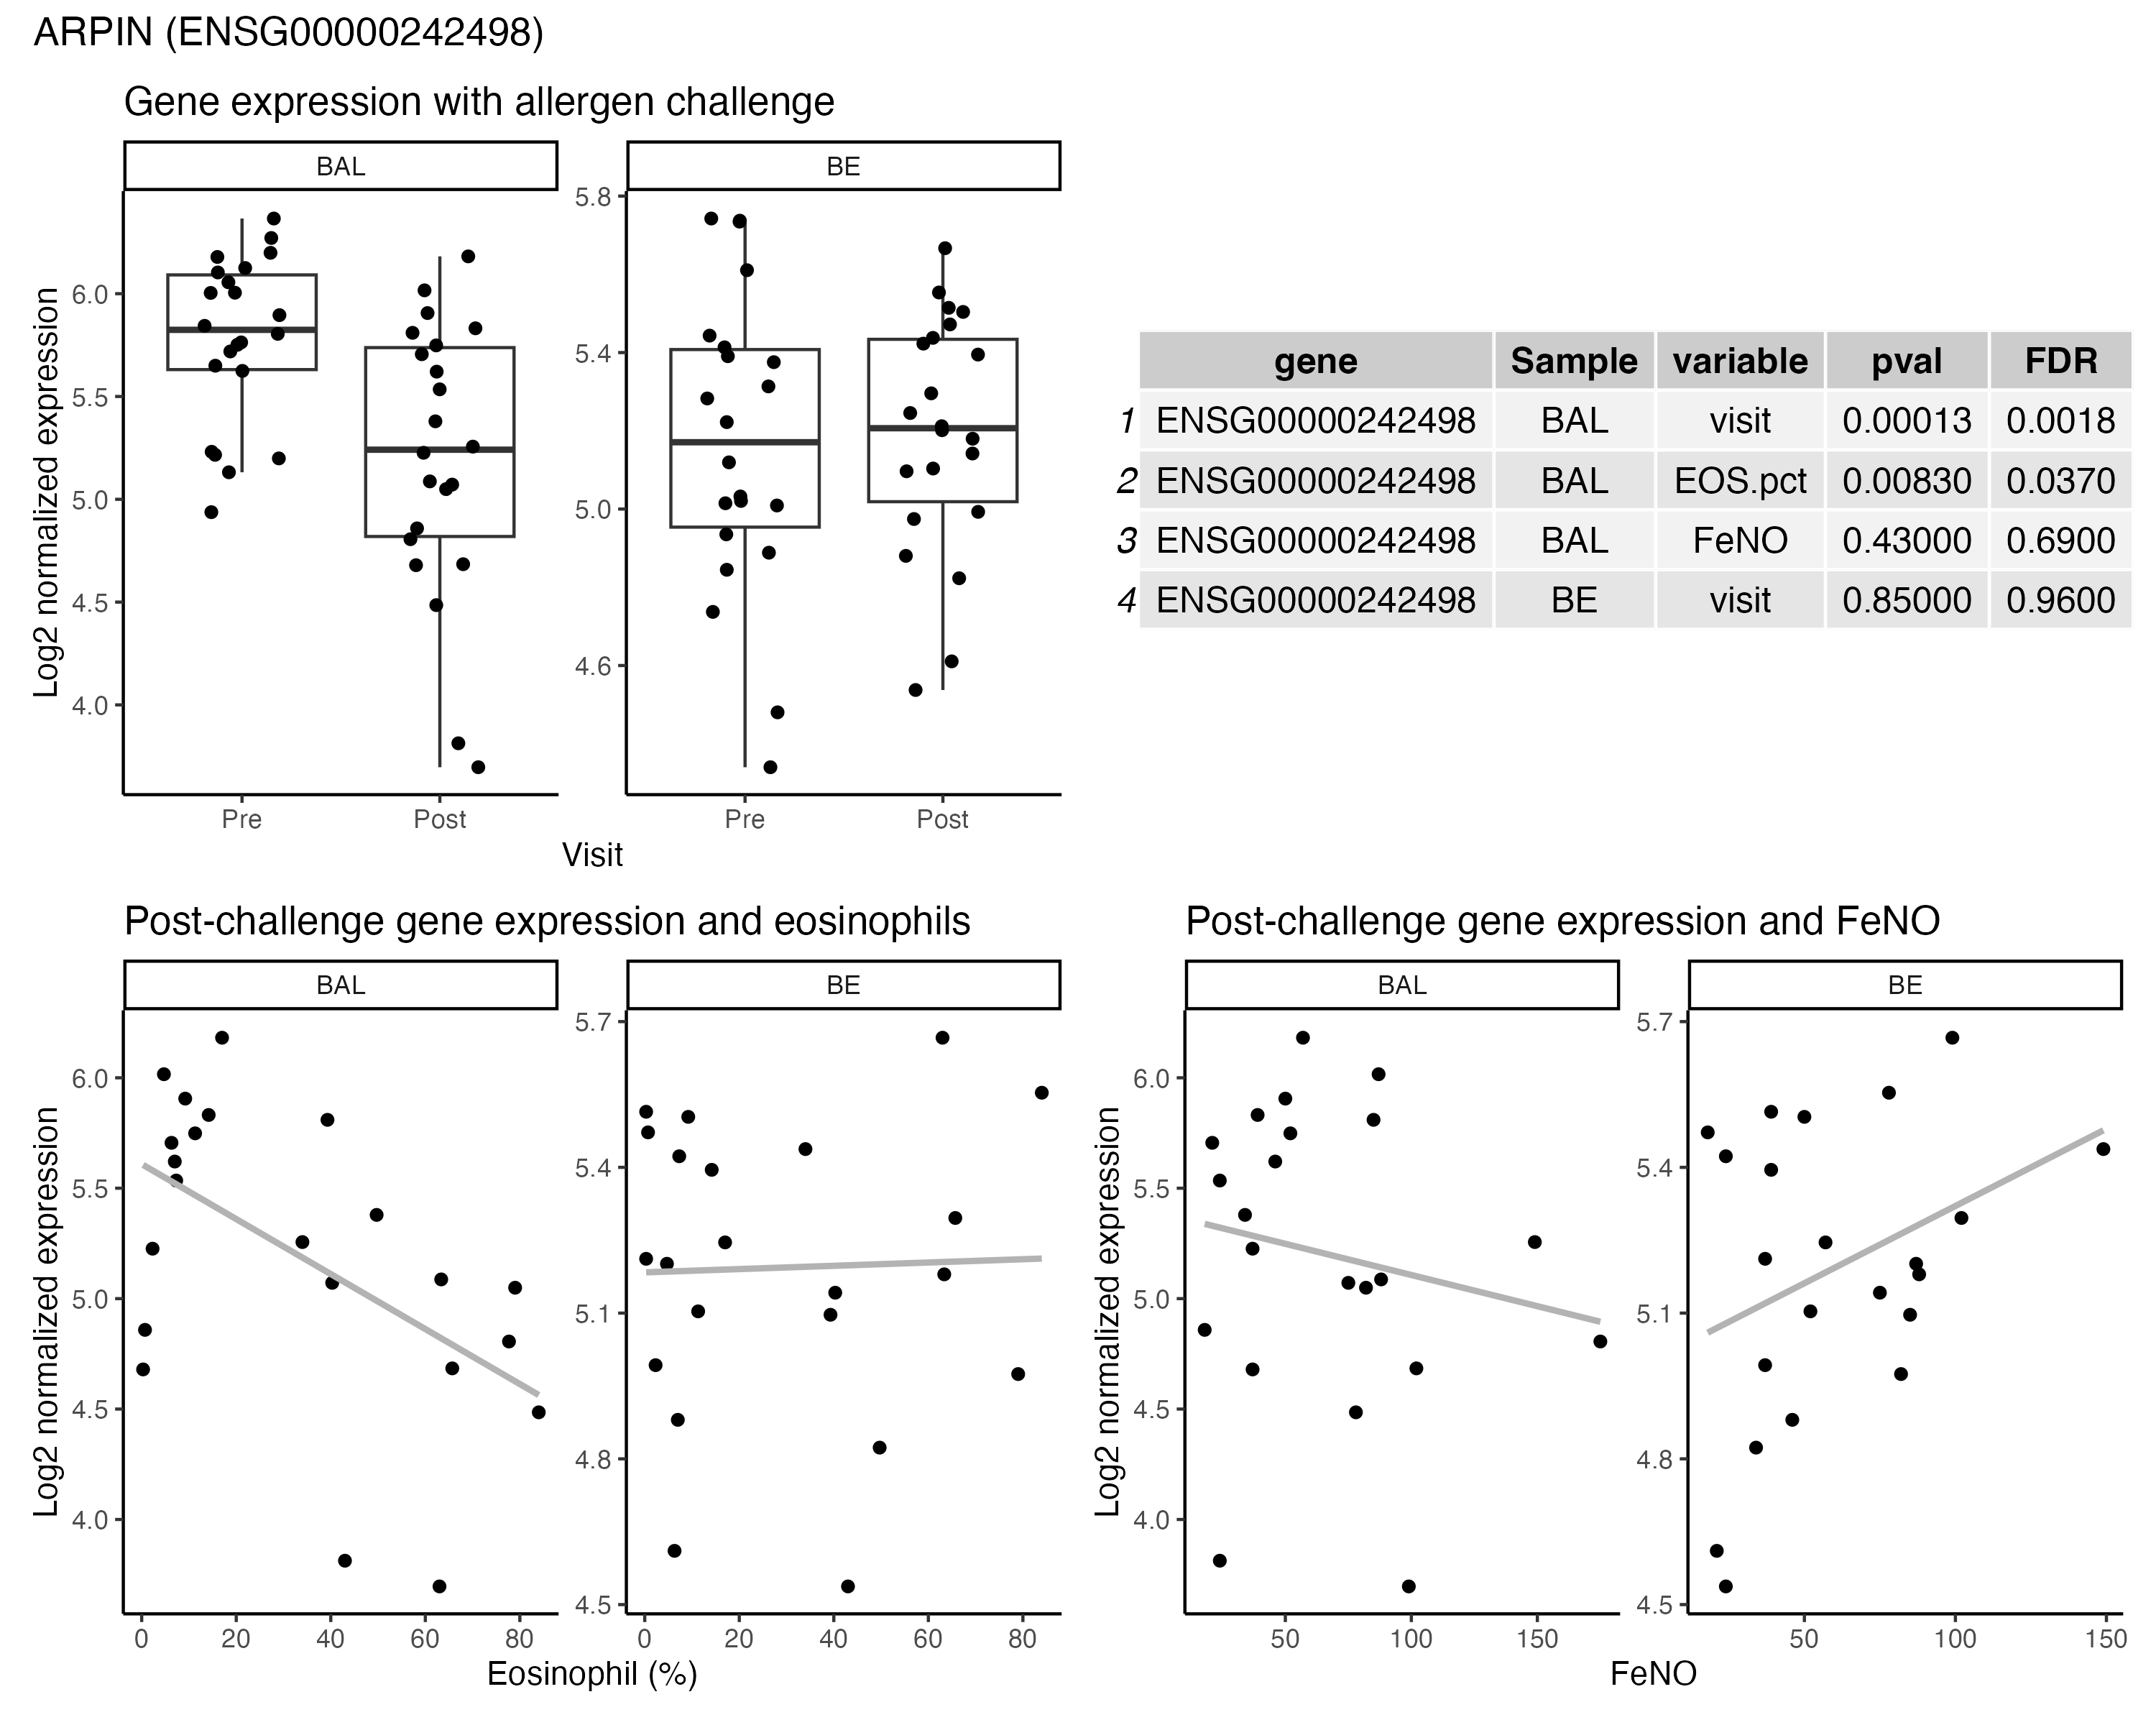 ARPIN (ENSG00000242498)
Gene expression with allergen challenge
BAL BE
Log2 normalized expression
6.0
5.5
5.0
4.5
4.0
5.8
5.4
5.0
4.6
Pre Post Pre Post
Visit
gene Sample variable pval FDR
1 ENSG00000242498 BAL visit 0.00013 0.0018
2 ENSG00000242498 BAL EOS.pct 0.00830 0.0370
3 ENSG00000242498 BAL FeNO 0.43000 0.6900
4 ENSG00000242498 BE visit 0.85000 0.9600
Post-challenge gene expression and eosinophils
BAL BE
Log2 normalized expression
6.0
5.5
5.0
4.5
4.0
5.7
5.4
5.1
4.8
4.5
0 20 40 60 80 0 20 40 60 80
Eosinophil (%)
Post-challenge gene expression and FeNO
BAL BE
Log2 normalized expression
6.0
5.5
5.0
4.5
4.0
5.7
5.4
5.1
4.8
4.5
50 100 150 50 100 150
FeNO